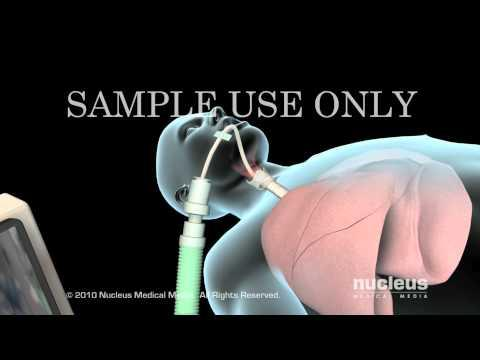 SAMPLE USE ONLY
© 2010 Nucleus Medical Media. All Rights Reserved.
nucleus
MEDICAL MEDIA